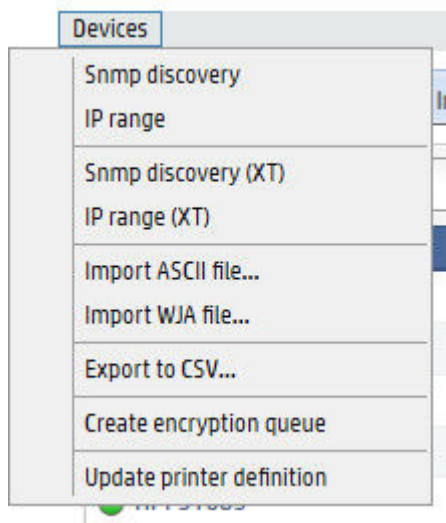 Devices
Snmp discovery
IP range
Snmp discovery (XT)
IP range (XT)
Import ASCII file...
Import WJA file...
Export to CSV...
Create encryption queue
Update printer definition